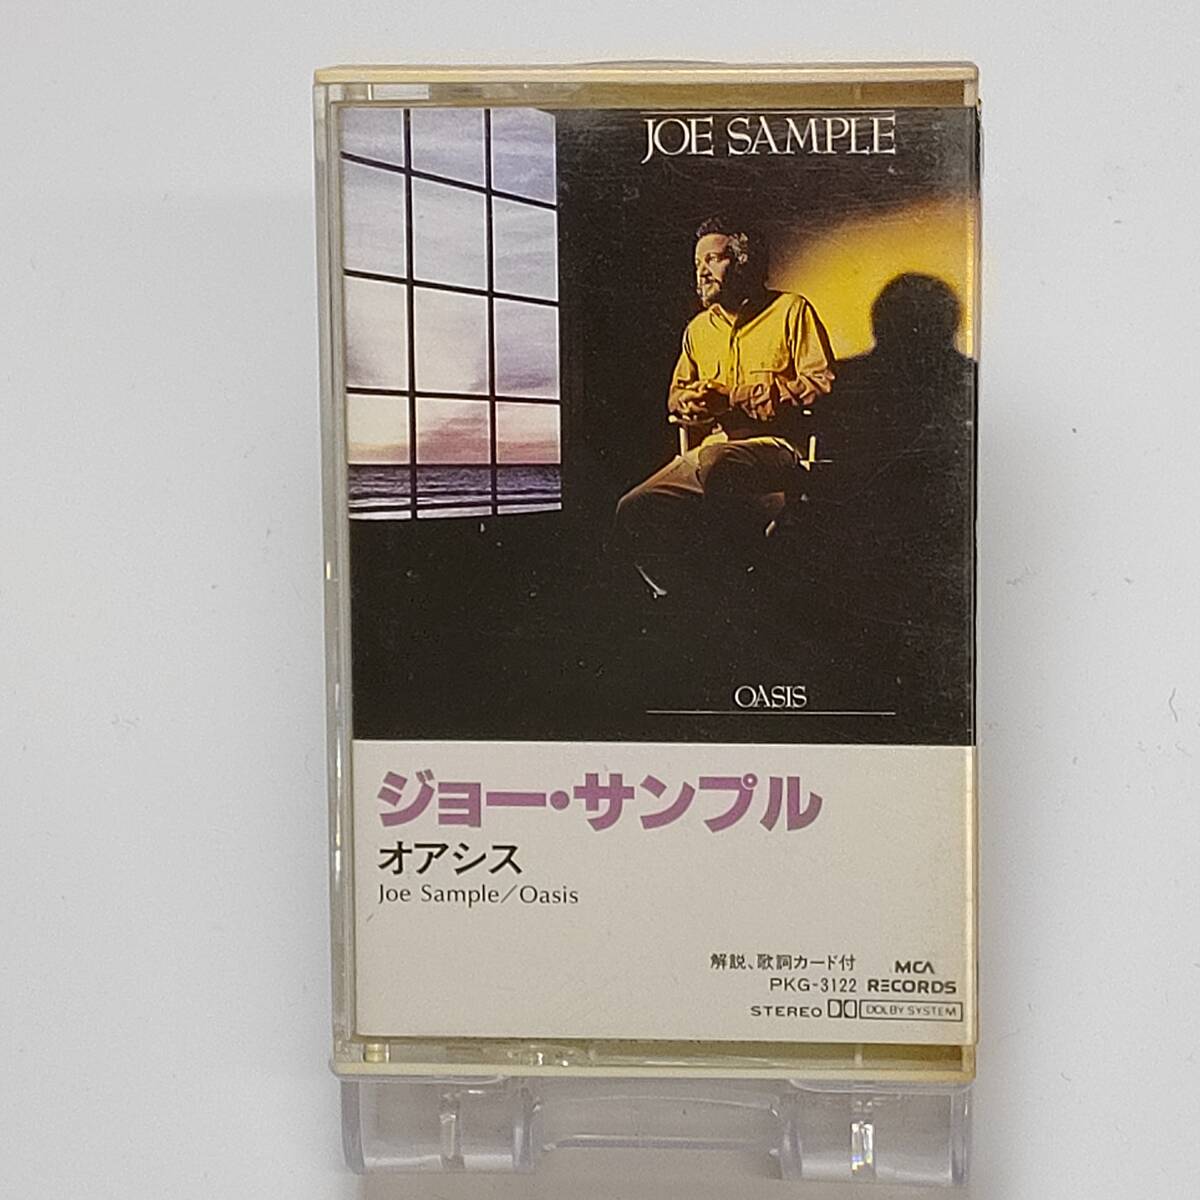 JOE SAMPLE
OASIS
ジョー・サンプル
オアシス
Joe Sample/Oasis
解説、歌詞カード付
PKG-3122
MCA RECORDS
STEREO DOLBY SYSTEM